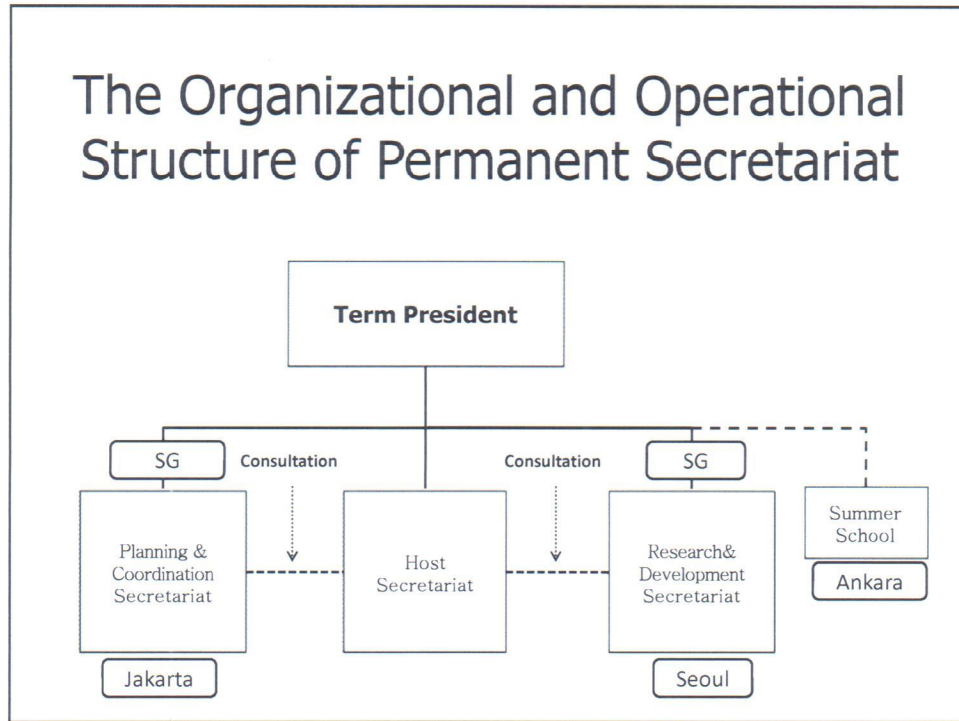 The Organizational and Operational
Structure of Permanent Secretariat
Term President
SG
Consultation
Consultation
SG
Planning &
Coordination
Secretariat
Host
Secretariat
Research&
Development
Secretariat
Summer
School
Ankara
Jakarta
Seoul